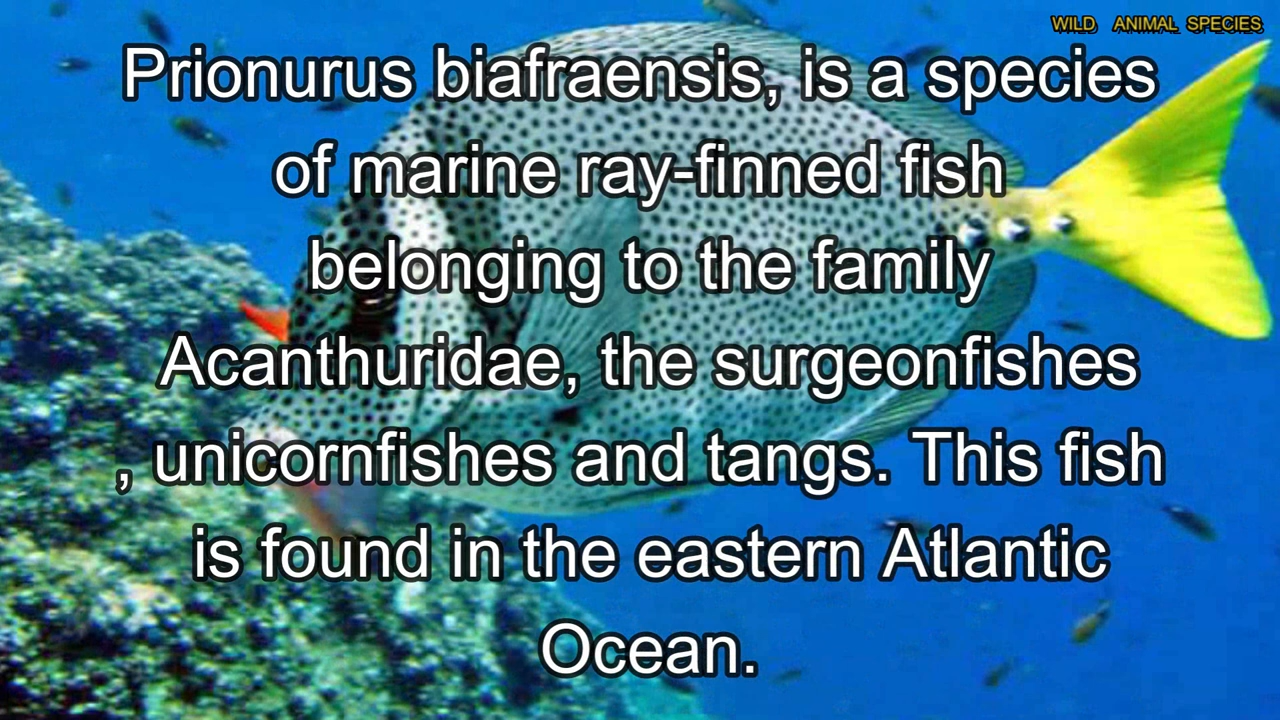 WILD ANIMAL SPECIES
Prionurus biafraensis, is a species
of marine ray-finned fish
belonging to the family
Acanthuridae, the surgeonfishes
, unicornfishes and tangs. This fish
is found in the eastern Atlantic
Ocean.